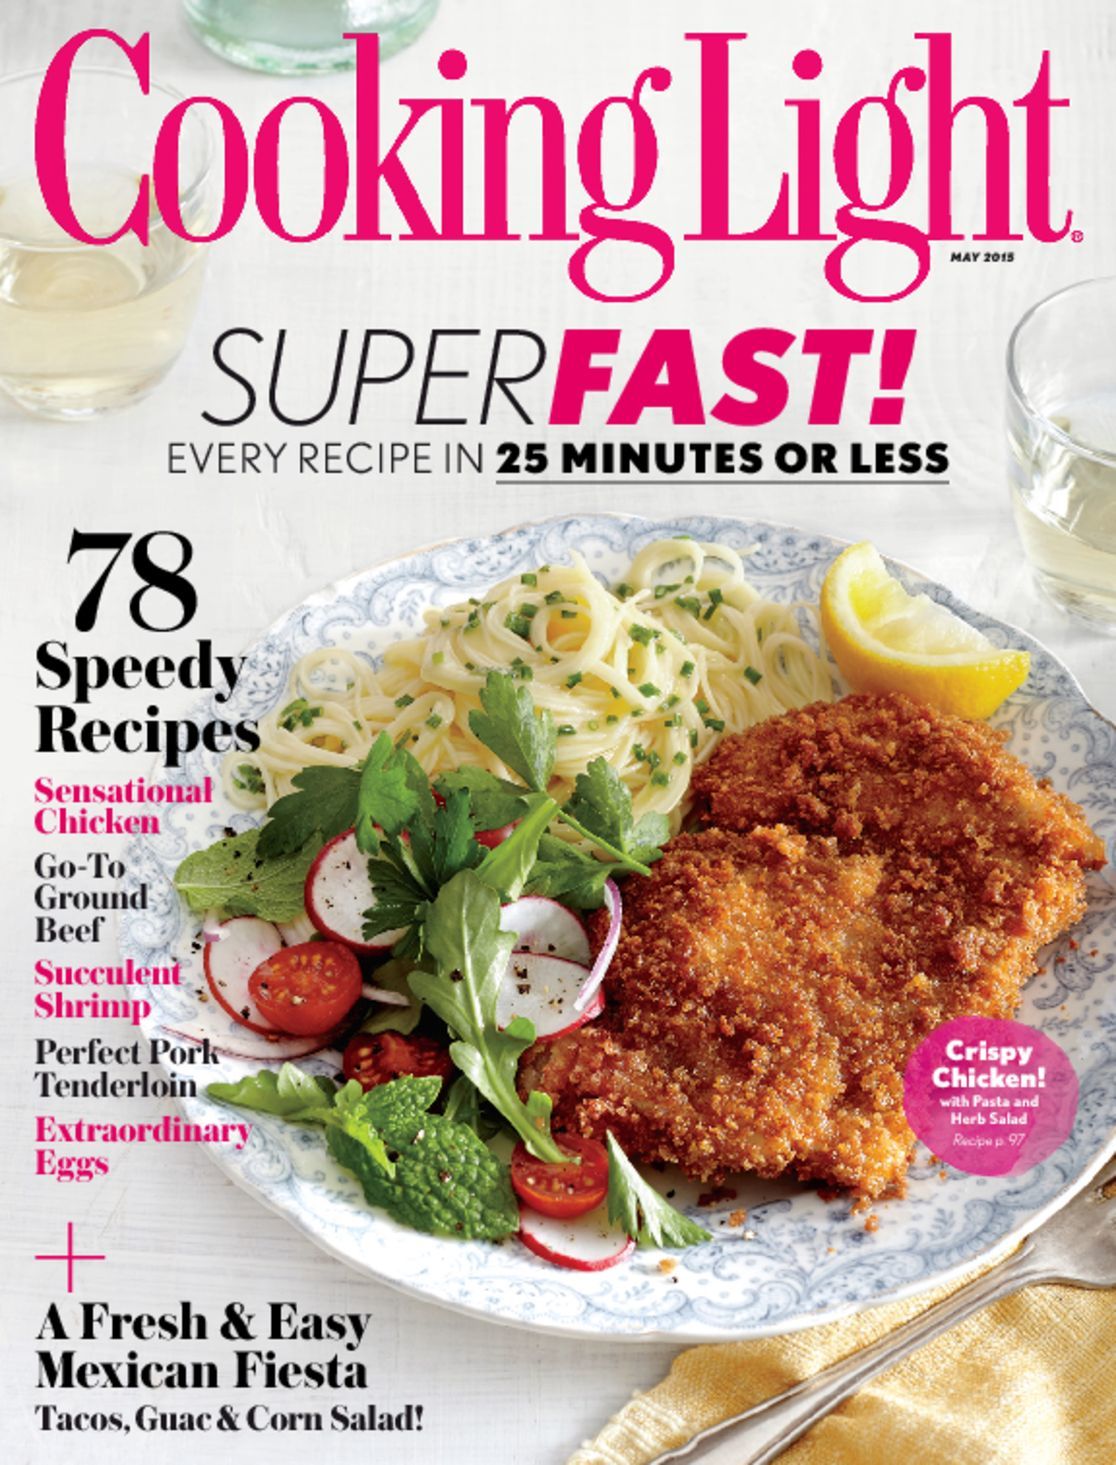 Cooking Light®
MAY 2015
SUPERFAST!
EVERY RECIPE IN 25 MINUTES OR LESS
78
Speedy
Recipes
Sensational
Chicken
Go-To
Ground
Beef
Succulent
Shrimp
Perfect Pork
Tenderloin
Extraordinary
Eggs
+
A Fresh & Easy
Mexican Fiesta
Tacos, Guac & Corn Salad!
Crispy
Chicken!
with Pasta and
Herb Salad
Recipe p. 97